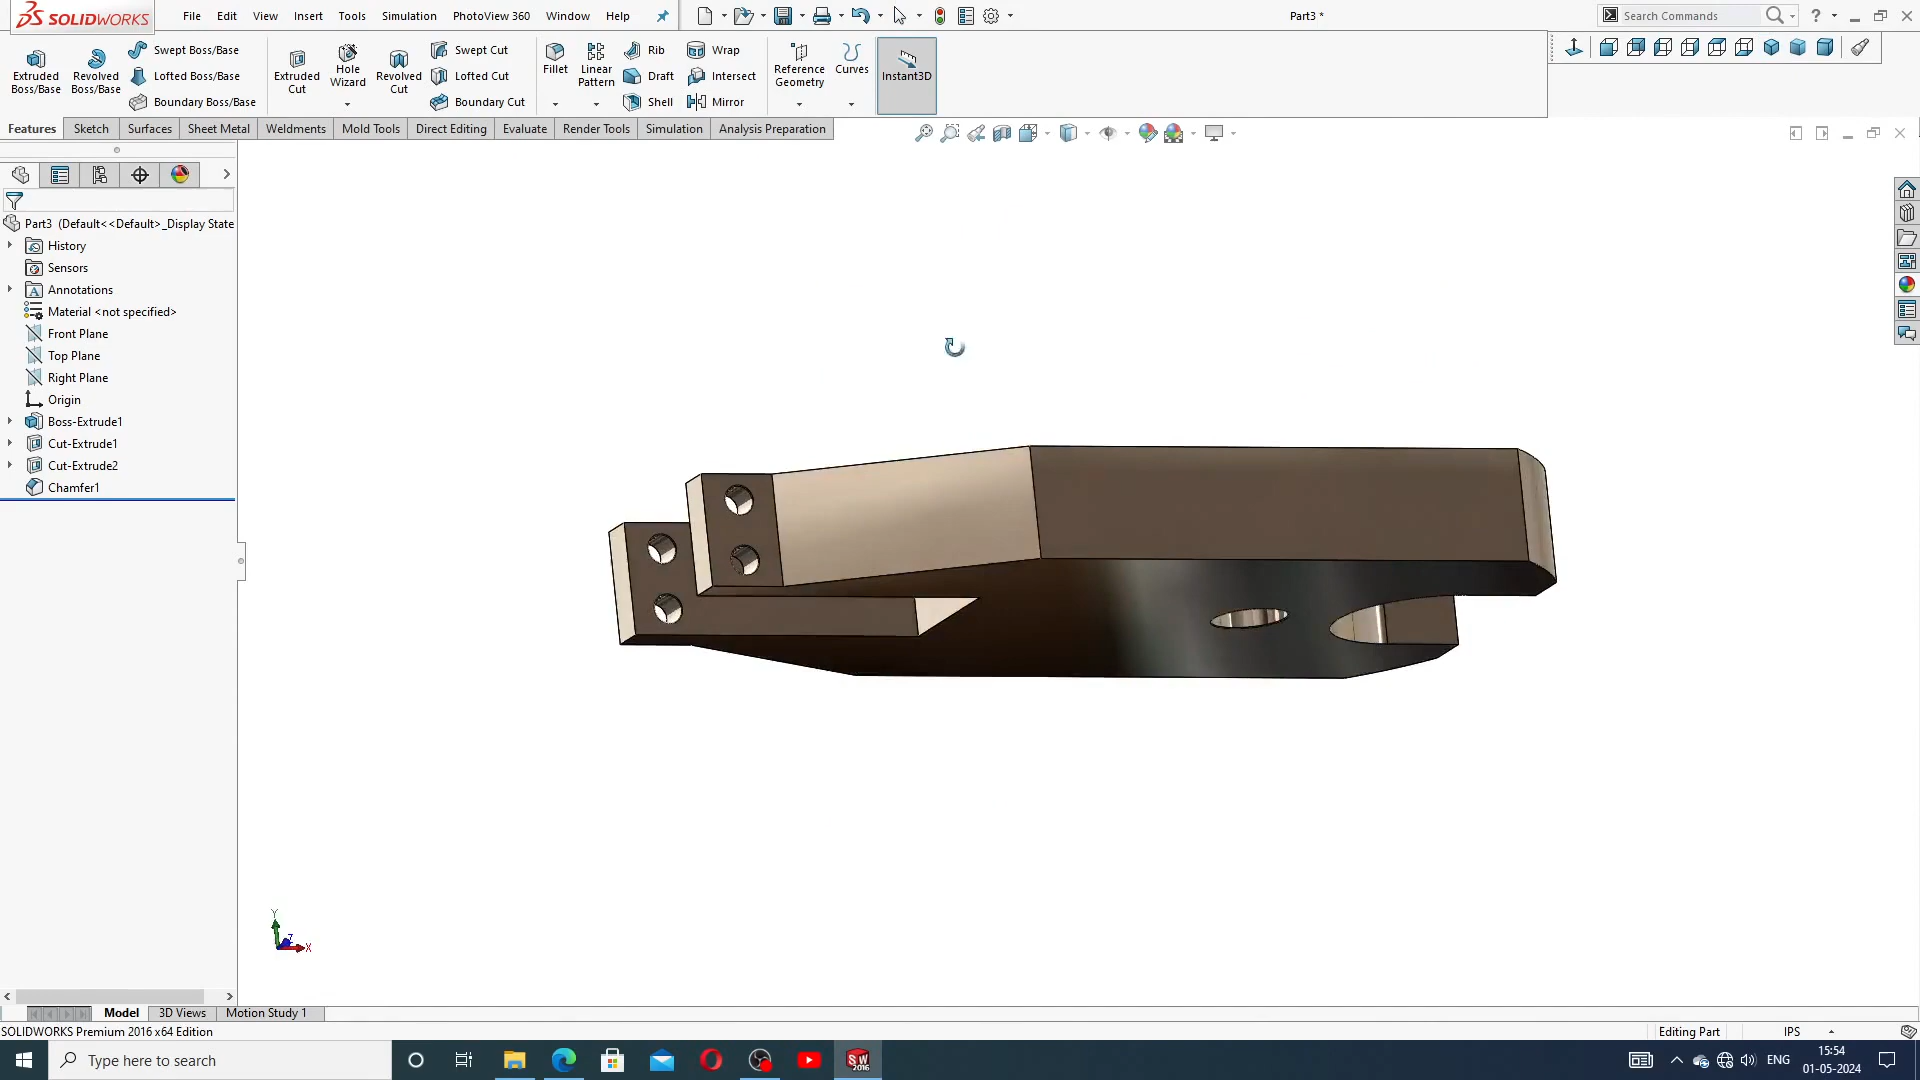 SOLIDWORKS File Edit View Insert Tools Simulation PhotoView 360 Window Help Part3 * Search Commands
Extruded Boss/Base
Revolved Boss/Base
Swept Boss/Base
Lofted Boss/Base
Boundary Boss/Base
Extruded Cut
Hole Wizard
Revolved Cut
Swept Cut
Lofted Cut
Boundary Cut
Fillet
Linear Pattern
Rib
Draft
Shell
Wrap
Intersect
Mirror
Reference Geometry
Curves
Instant3D
Features Sketch Surfaces Sheet Metal Weldments Mold Tools Direct Editing Evaluate Render Tools Simulation Analysis Preparation
Part3 (Default<<Default>_Display State
History
Sensors
Annotations
Material <not specified>
Front Plane
Top Plane
Right Plane
Origin
Boss-Extrude1
Cut-Extrude1
Cut-Extrude2
Chamfer1
Y
Z
X
Model 3D Views Motion Study 1
SOLIDWORKS Premium 2016 x64 Edition Editing Part IPS
Type here to search
SW
2016
ENG
15:54
01-05-2024